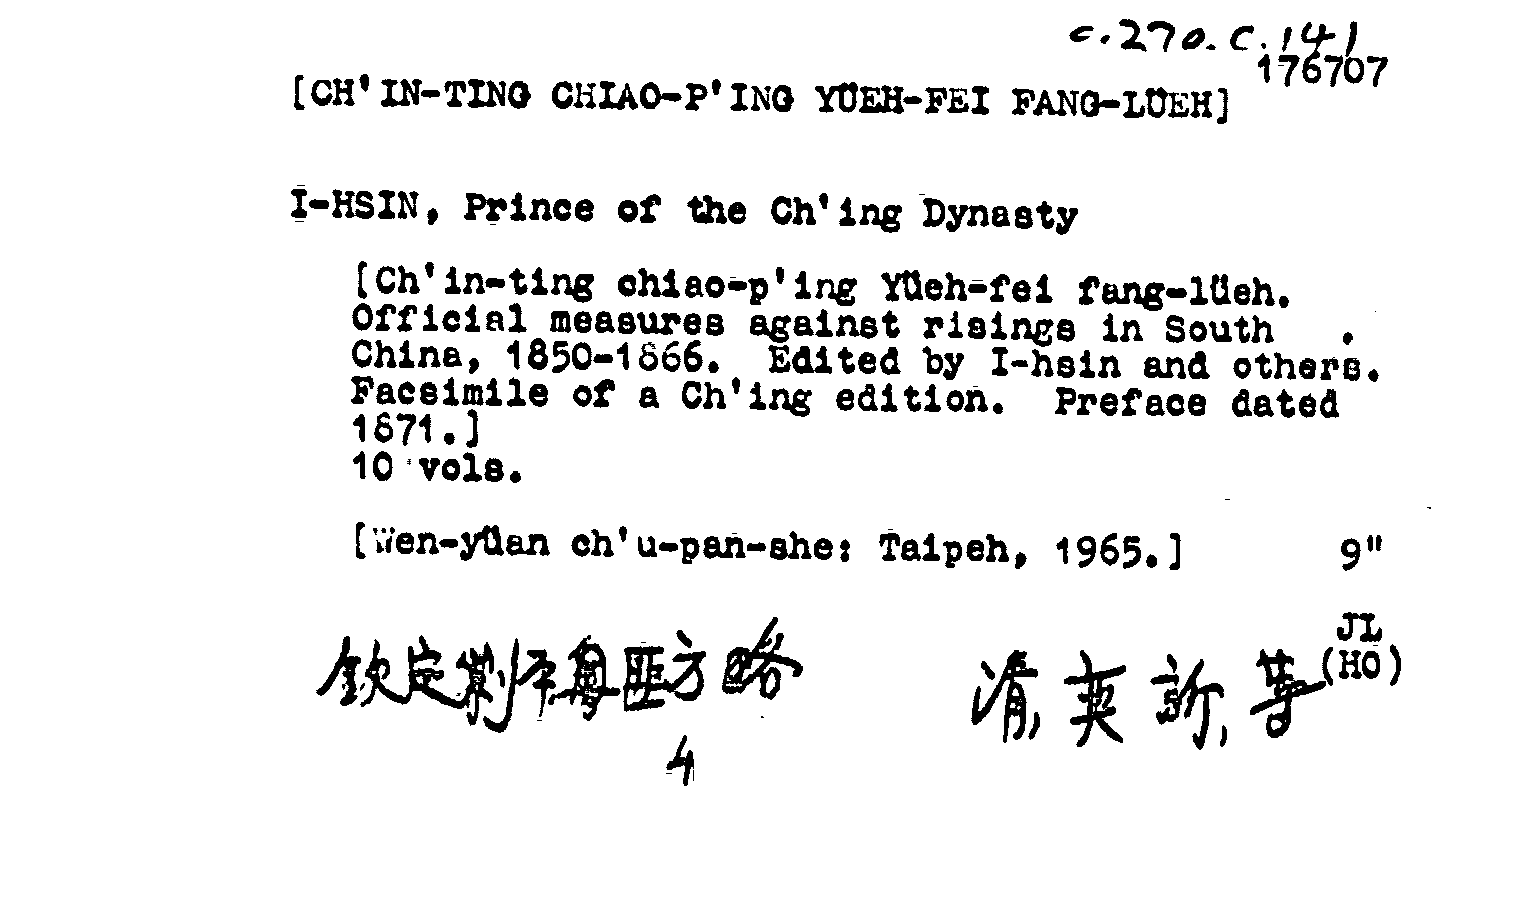 c.270.c.141
176707
[CH'IN-TING CHIAO-P'ING YÜEH-FEI FANG-LÜEH]
I-HSIN, Prince of the Ch'ing Dynasty
[Ch'in-ting chiao-p'ing Yüeh-fei fang-lüeh.
Official measures against risings in South .
China, 1850-1866. Edited by I-hsin and others.
Facsimile of a Ch'ing edition. Preface dated
1871.]
10 vols.
[Wen-yüan ch'u-pan-she: Taipeh, 1965.] 9"
JL
(HO)
欽定剿平粵匪方略 清, 奕訢, 等
4